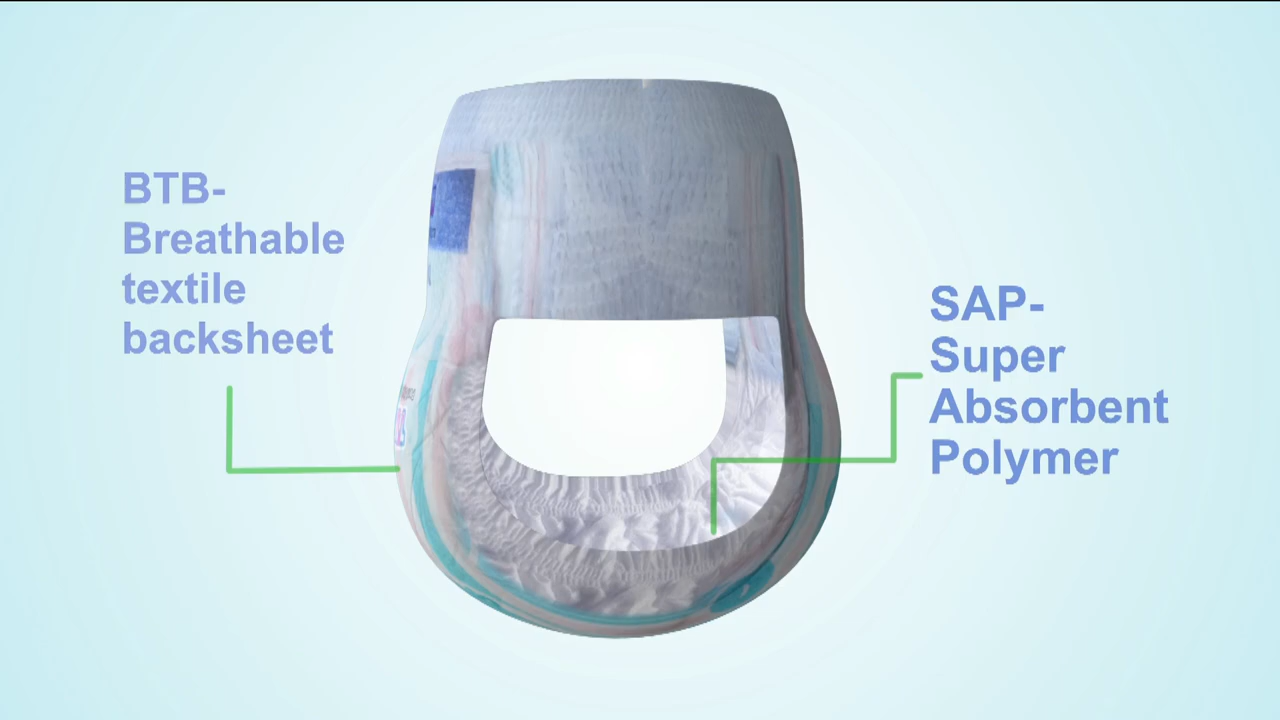 BTB-
Breathable
textile
backsheet
SAP-
Super
Absorbent
Polymer